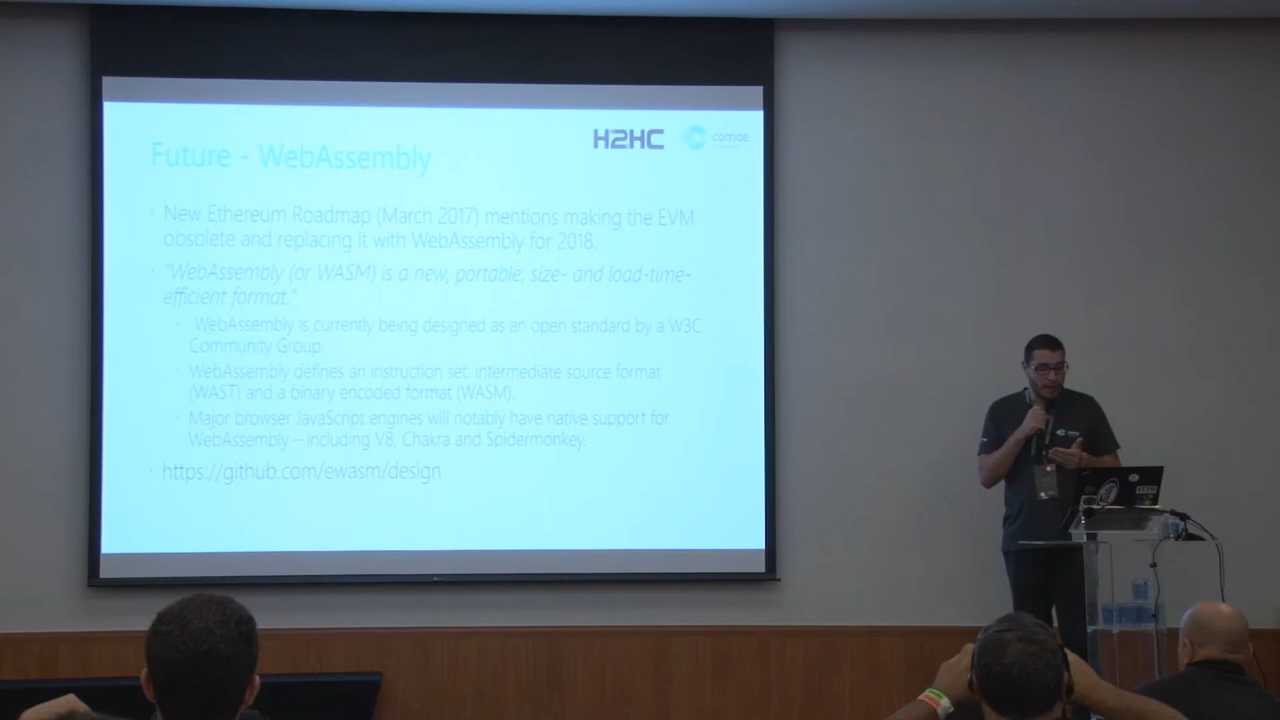 H2HC
comae
Future - WebAssembly
New Ethereum Roadmap (March 2017) mentions making the EVM
obsolete and replacing it with WebAssembly for 2018.
"WebAssembly (or WASM) is a new, portable, size- and load-time-
efficient format."
WebAssembly is currently being designed as an open standard by a W3C
Community Group.
WebAssembly defines an instruction set, intermediate source format
(WAST) and a binary encoded format (WASM).
Major browser JavaScript engines will notably have native support for
WebAssembly – including V8, Chakra and Spidermonkey.
https://github.com/ewasm/design